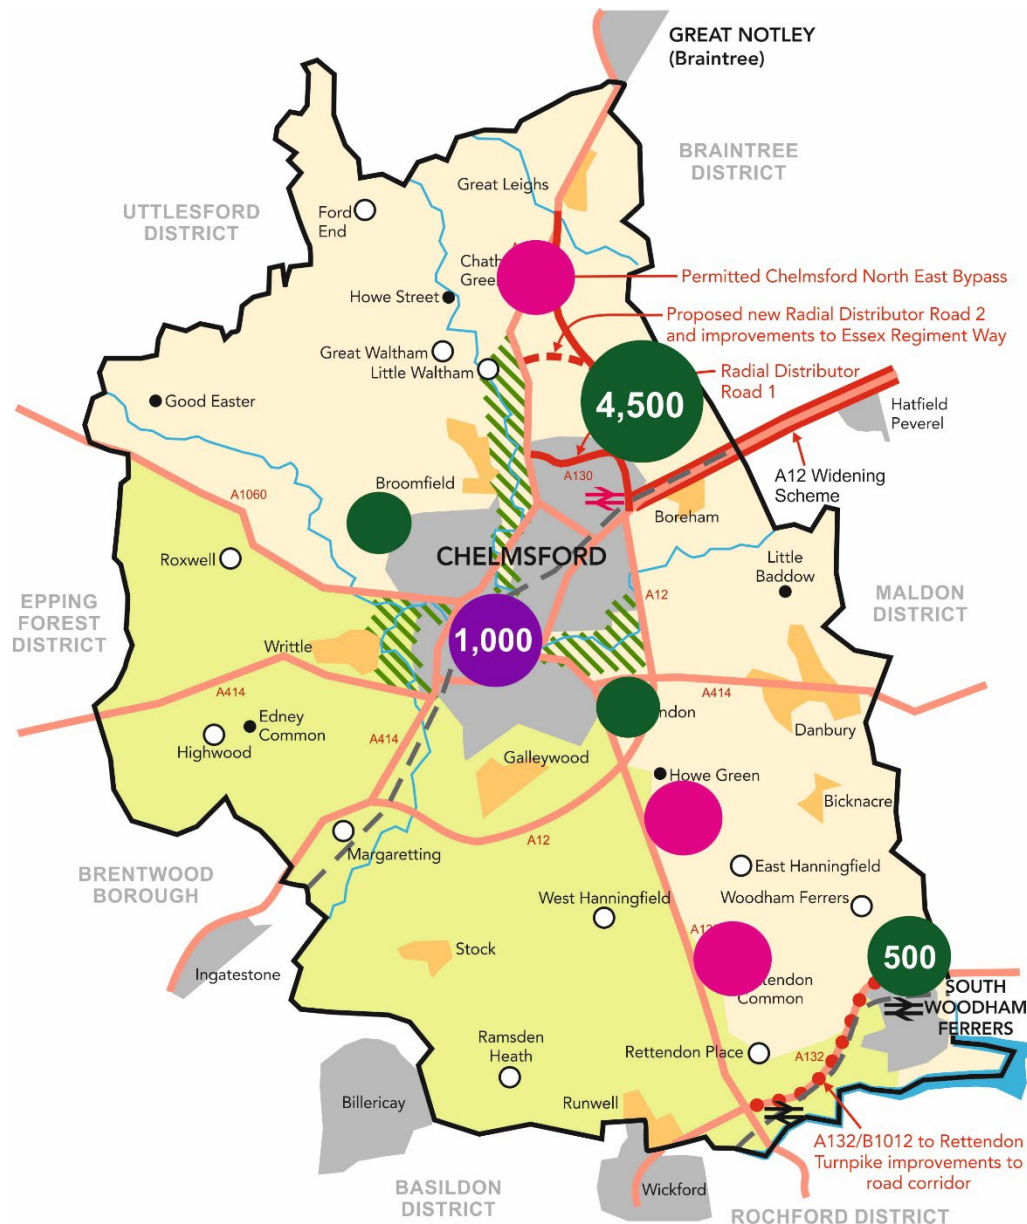 GREAT NOTLEY
(Braintree)
BRAINTREE
DISTRICT
Great Leighs
UTTLESFORD
DISTRICT
Ford
End
Permitted Chelmsford North East Bypass
Howe Street
Proposed new Radial Distributor Road 2
and improvements to Essex Regiment Way
Great Waltham
Little Waltham
Radial Distributor
Road 1
4,500
Good Easter
Hatfield
Peverel
A12 Widening
Scheme
A130
Broomfield
A1060
Boreham
CHELMSFORD
Roxwell
Little
Baddow
EPPING
FOREST
DISTRICT
A12
MALDON
DISTRICT
Writtle
1,000
A414
A414
Edney
Common
Highwood
A414
Danbury
Galleywood
Howe Green
Bicknacre
A12
Margaretting
BRENTWOOD
BOROUGH
East Hanningfield
West Hanningfield
Woodham Ferrers
Stock
500
Ingatestone
SOUTH
WOODHAM
FERRERS
Common
Ramsden
Heath
Rettendon Place
A132
Billericay
Runwell
A132/B1012 to Rettendon
Turnpike improvements to
road corridor
BASILDON
DISTRICT
Wickford
ROCHFORD DISTRICT